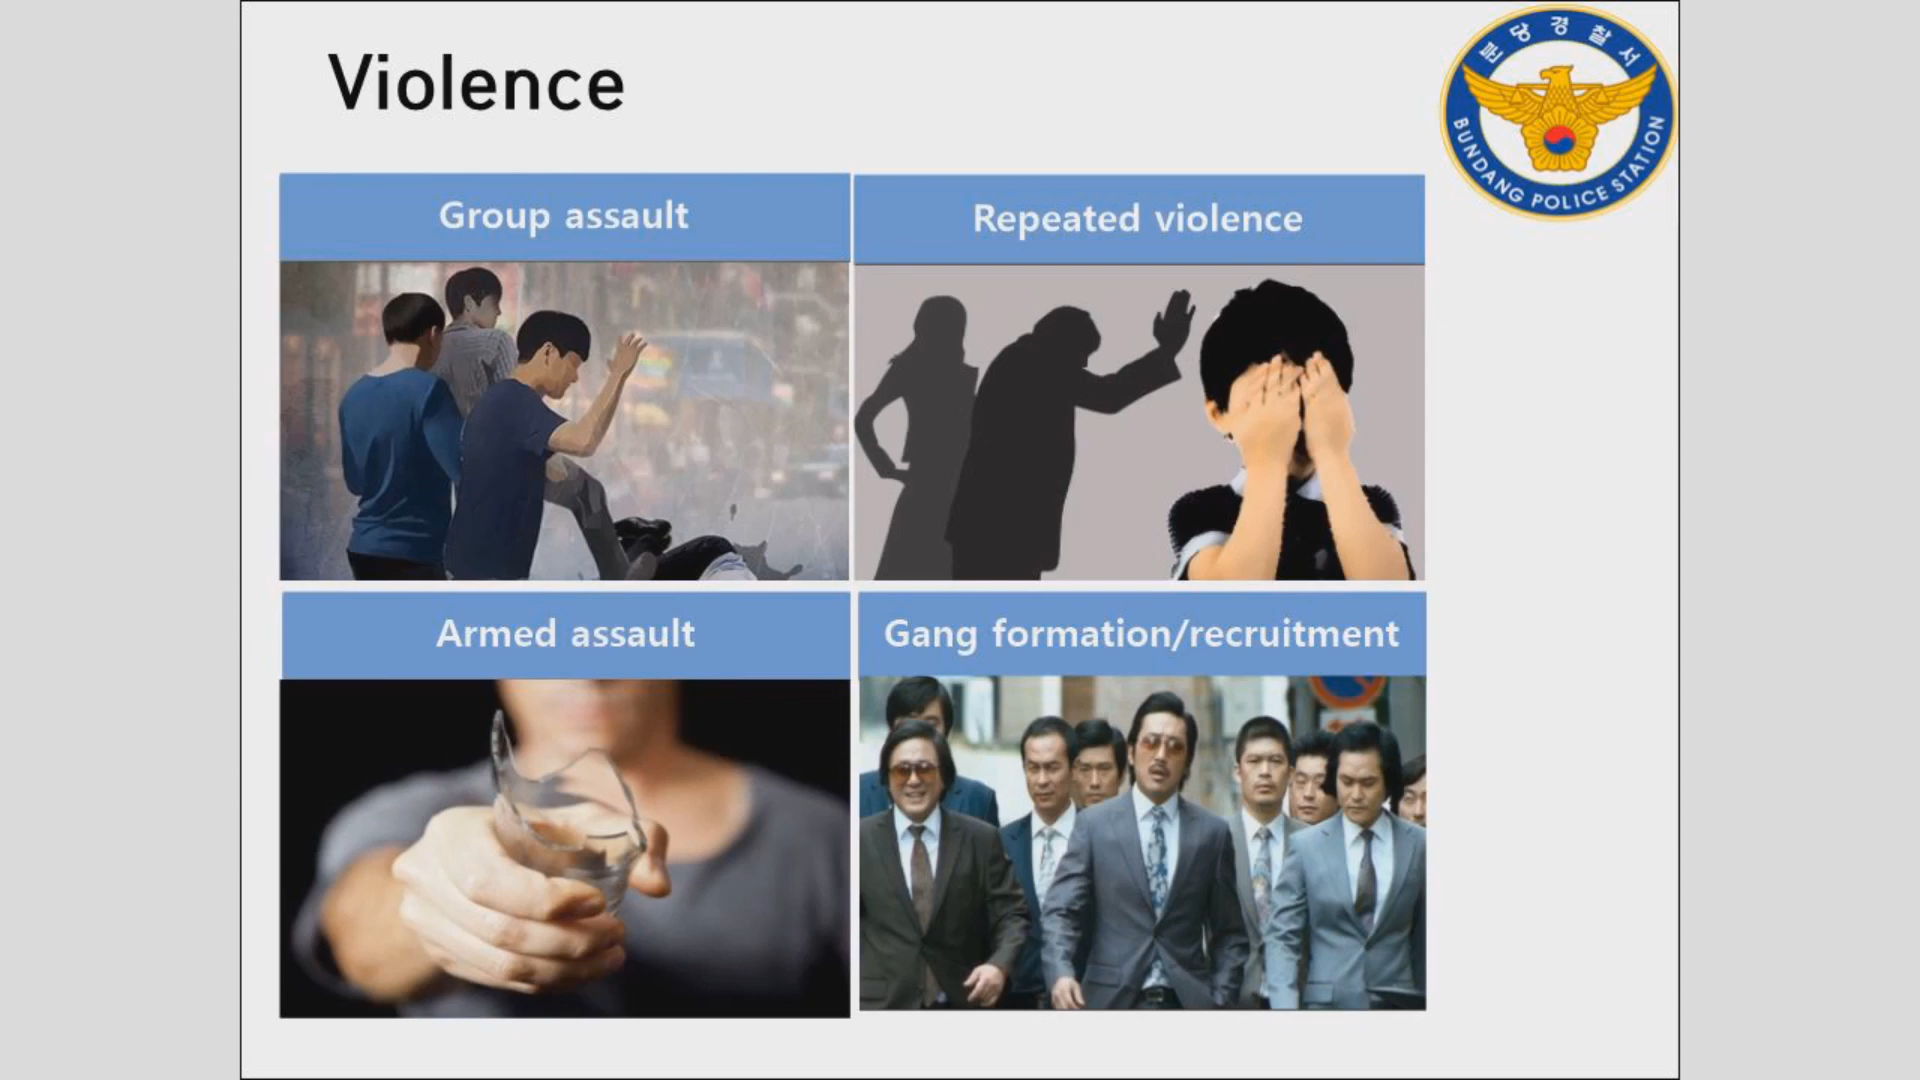 Violence
분당경찰서
BUNDANG POLICE STATION
Group assault
Repeated violence
Armed assault
Gang formation/recruitment